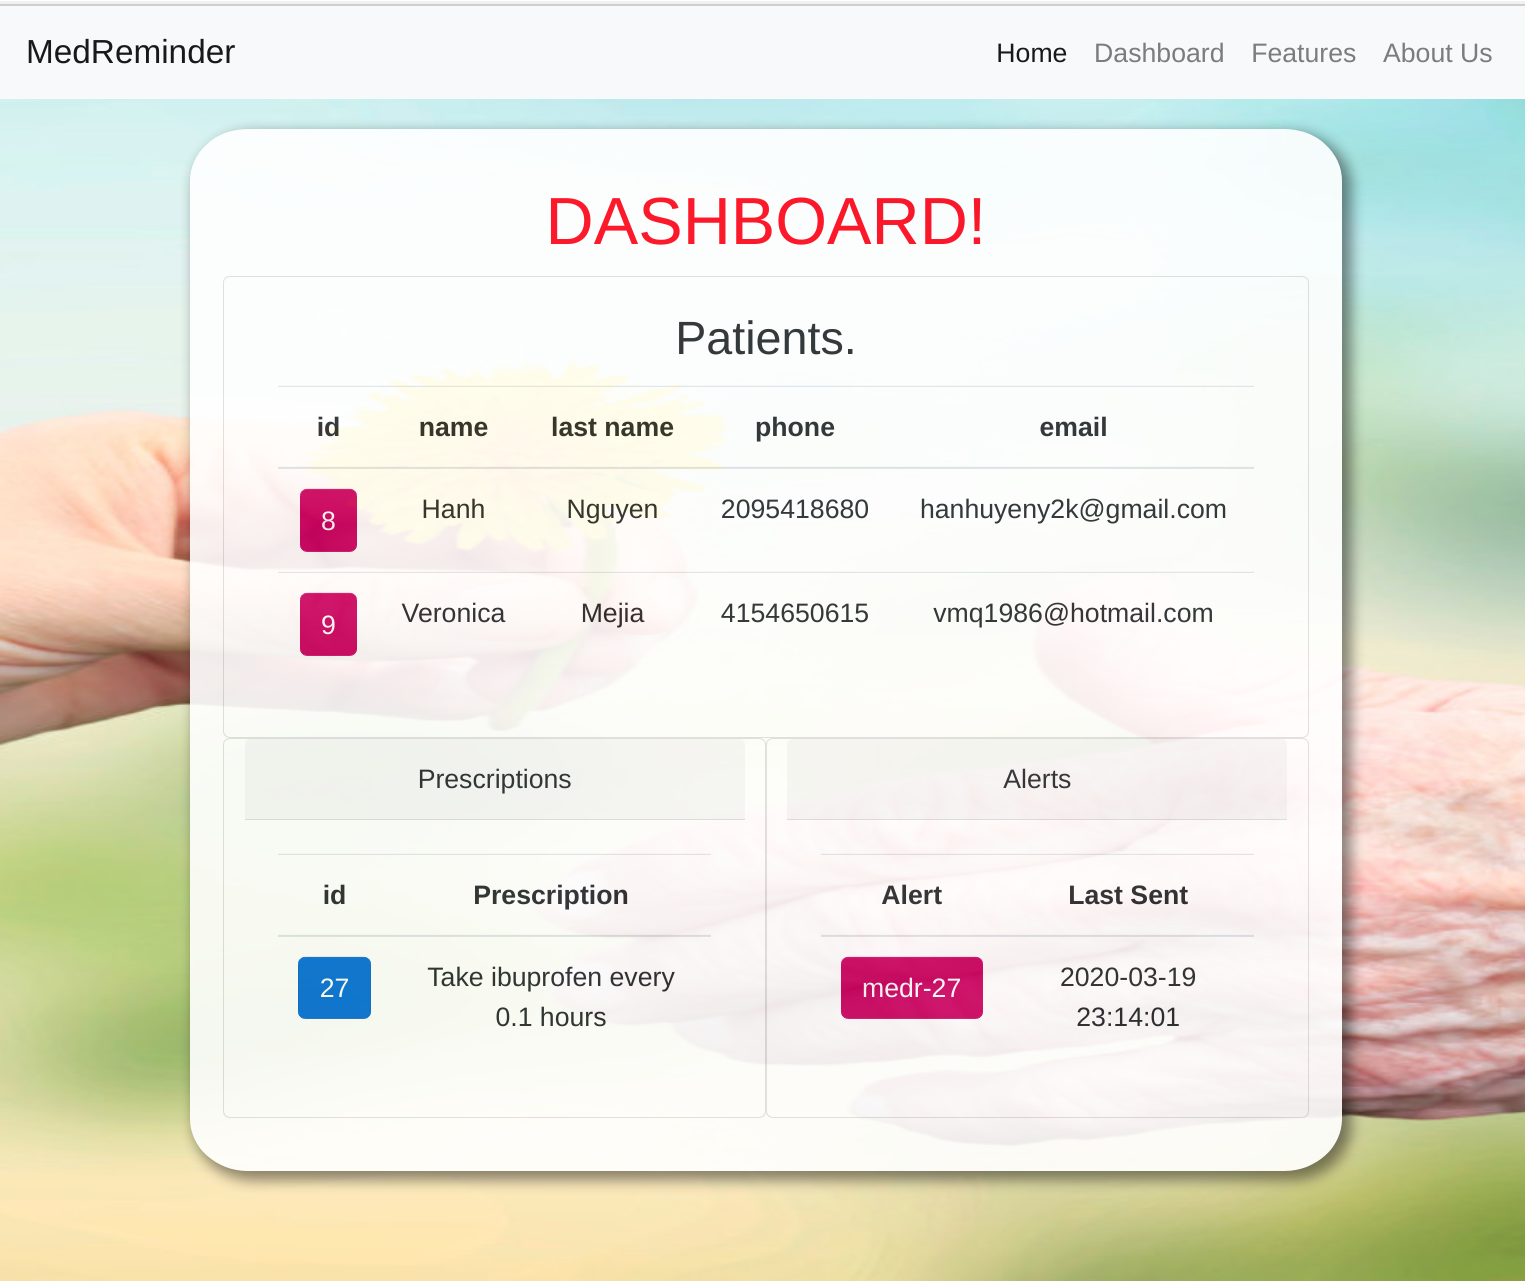 MedReminder
Home Dashboard Features About Us
DASHBOARD!
Patients.
id name last name phone email
8 Hanh Nguyen 2095418680 hanhuyeny2k@gmail.com
9 Veronica Mejia 4154650615 vmq1986@hotmail.com
Prescriptions
id Prescription
27 Take ibuprofen every
0.1 hours
Alerts
Alert Last Sent
medr-27 2020-03-19
23:14:01